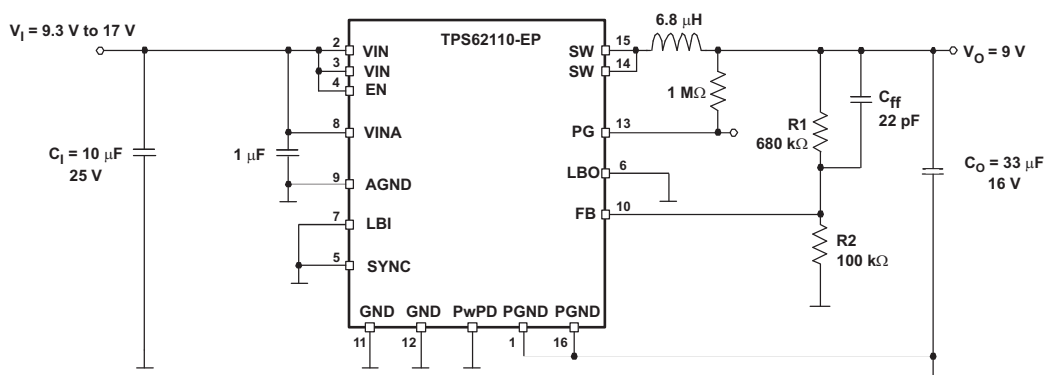 V_I = 9.3 V to 17 V
TPS62110-EP
6.8 μH
V_O = 9 V
2 VIN
3 VIN
4 EN
8 VINA
9 AGND
7 LBI
5 SYNC
SW 15
SW 14
PG 13
LBO 6
FB 10
1 MΩ
R1
680 kΩ
C_ff
22 pF
C_I = 10 μF
25 V
1 μF
C_O = 33 μF
16 V
R2
100 kΩ
GND GND PwPD PGND PGND
11 12 1 16